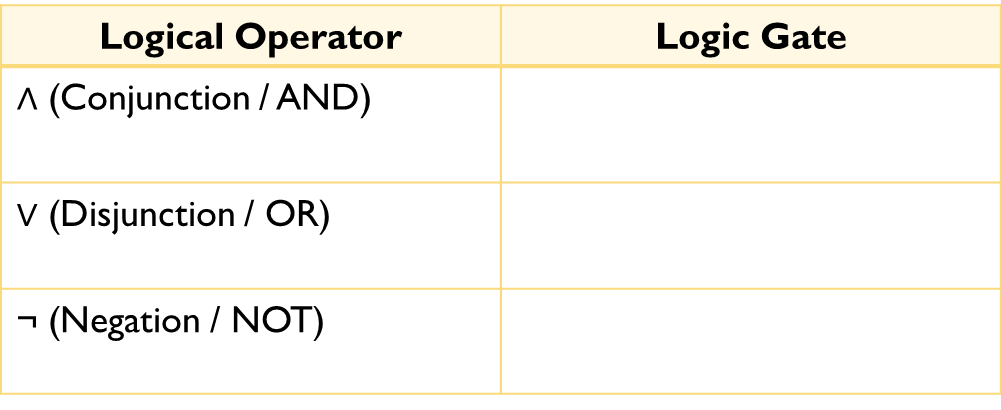 Logical Operator
Logic Gate
∧ (Conjunction / AND)
∨ (Disjunction / OR)
¬ (Negation / NOT)